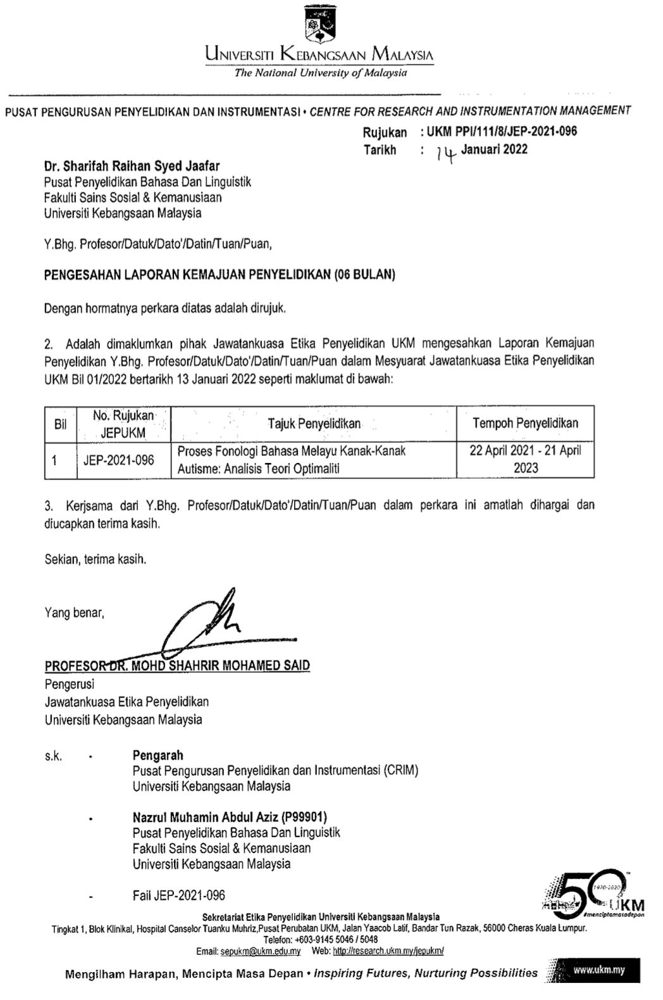 UNIVERSITI KEBANGSAAN MALAYSIA
The National University of Malaysia
PUSAT PENGURUSAN PENYELIDIKAN DAN INSTRUMENTASI • CENTRE FOR RESEARCH AND INSTRUMENTATION MANAGEMENT
Rujukan : UKM PPI/111/8/JEP-2021-096
Tarikh : 14 Januari 2022
Dr. Sharifah Raihan Syed Jaafar
Pusat Penyelidikan Bahasa Dan Linguistik
Fakulti Sains Sosial & Kemanusiaan
Universiti Kebangsaan Malaysia
Y.Bhg. Profesor/Datuk/Dato'/Datin/Tuan/Puan,
PENGESAHAN LAPORAN KEMAJUAN PENYELIDIKAN (06 BULAN)
Dengan hormatnya perkara diatas adalah dirujuk.
2. Adalah dimaklumkan pihak Jawatankuasa Etika Penyelidikan UKM mengesahkan Laporan Kemajuan
Penyelidikan Y.Bhg. Profesor/Datuk/Dato'/Datin/Tuan/Puan dalam Mesyuarat Jawatankuasa Etika Penyelidikan
UKM Bil 01/2022 bertarikh 13 Januari 2022 seperti maklumat di bawah:
Bil
No. Rujukan
JEPUKM
Tajuk Penyelidikan
Tempoh Penyelidikan
1
JEP-2021-096
Proses Fonologi Bahasa Melayu Kanak-Kanak
Autisme: Analisis Teori Optimaliti
22 April 2021 - 21 April
2023
3. Kerjsama dari Y.Bhg. Profesor/Datuk/Dato'/Datin/Tuan/Puan dalam perkara ini amatlah dihargai dan
diucapkan terima kasih.
Sekian, terima kasih.
Yang benar,
PROFESOR DR. MOHD SHAHRIR MOHAMED SAID
Pengerusi
Jawatankuasa Etika Penyelidikan
Universiti Kebangsaan Malaysia
s.k. - Pengarah
Pusat Pengurusan Penyelidikan dan Instrumentasi (CRIM)
Universiti Kebangsaan Malaysia
- Nazrul Muhamin Abdul Aziz (P99901)
Pusat Penyelidikan Bahasa Dan Linguistik
Fakulti Sains Sosial & Kemanusiaan
Universiti Kebangsaan Malaysia
- Fail JEP-2021-096
50 1970-2020
UKM
#menciptamasadepan
Sekretariat Etika Penyelidikan Universiti Kebangsaan Malaysia
Tingkat 1, Blok Klinikal, Hospital Canselor Tuanku Muhriz,Pusat Perubatan UKM, Jalan Yaacob Latif, Bandar Tun Razak, 56000 Cheras Kuala Lumpur.
Telefon: +603-9145 5046 / 5048
Email: sepukm@ukm.edu.my Web: http://research.ukm.my/jepukm/
Mengilham Harapan, Mencipta Masa Depan • Inspiring Futures, Nurturing Possibilities
www.ukm.my